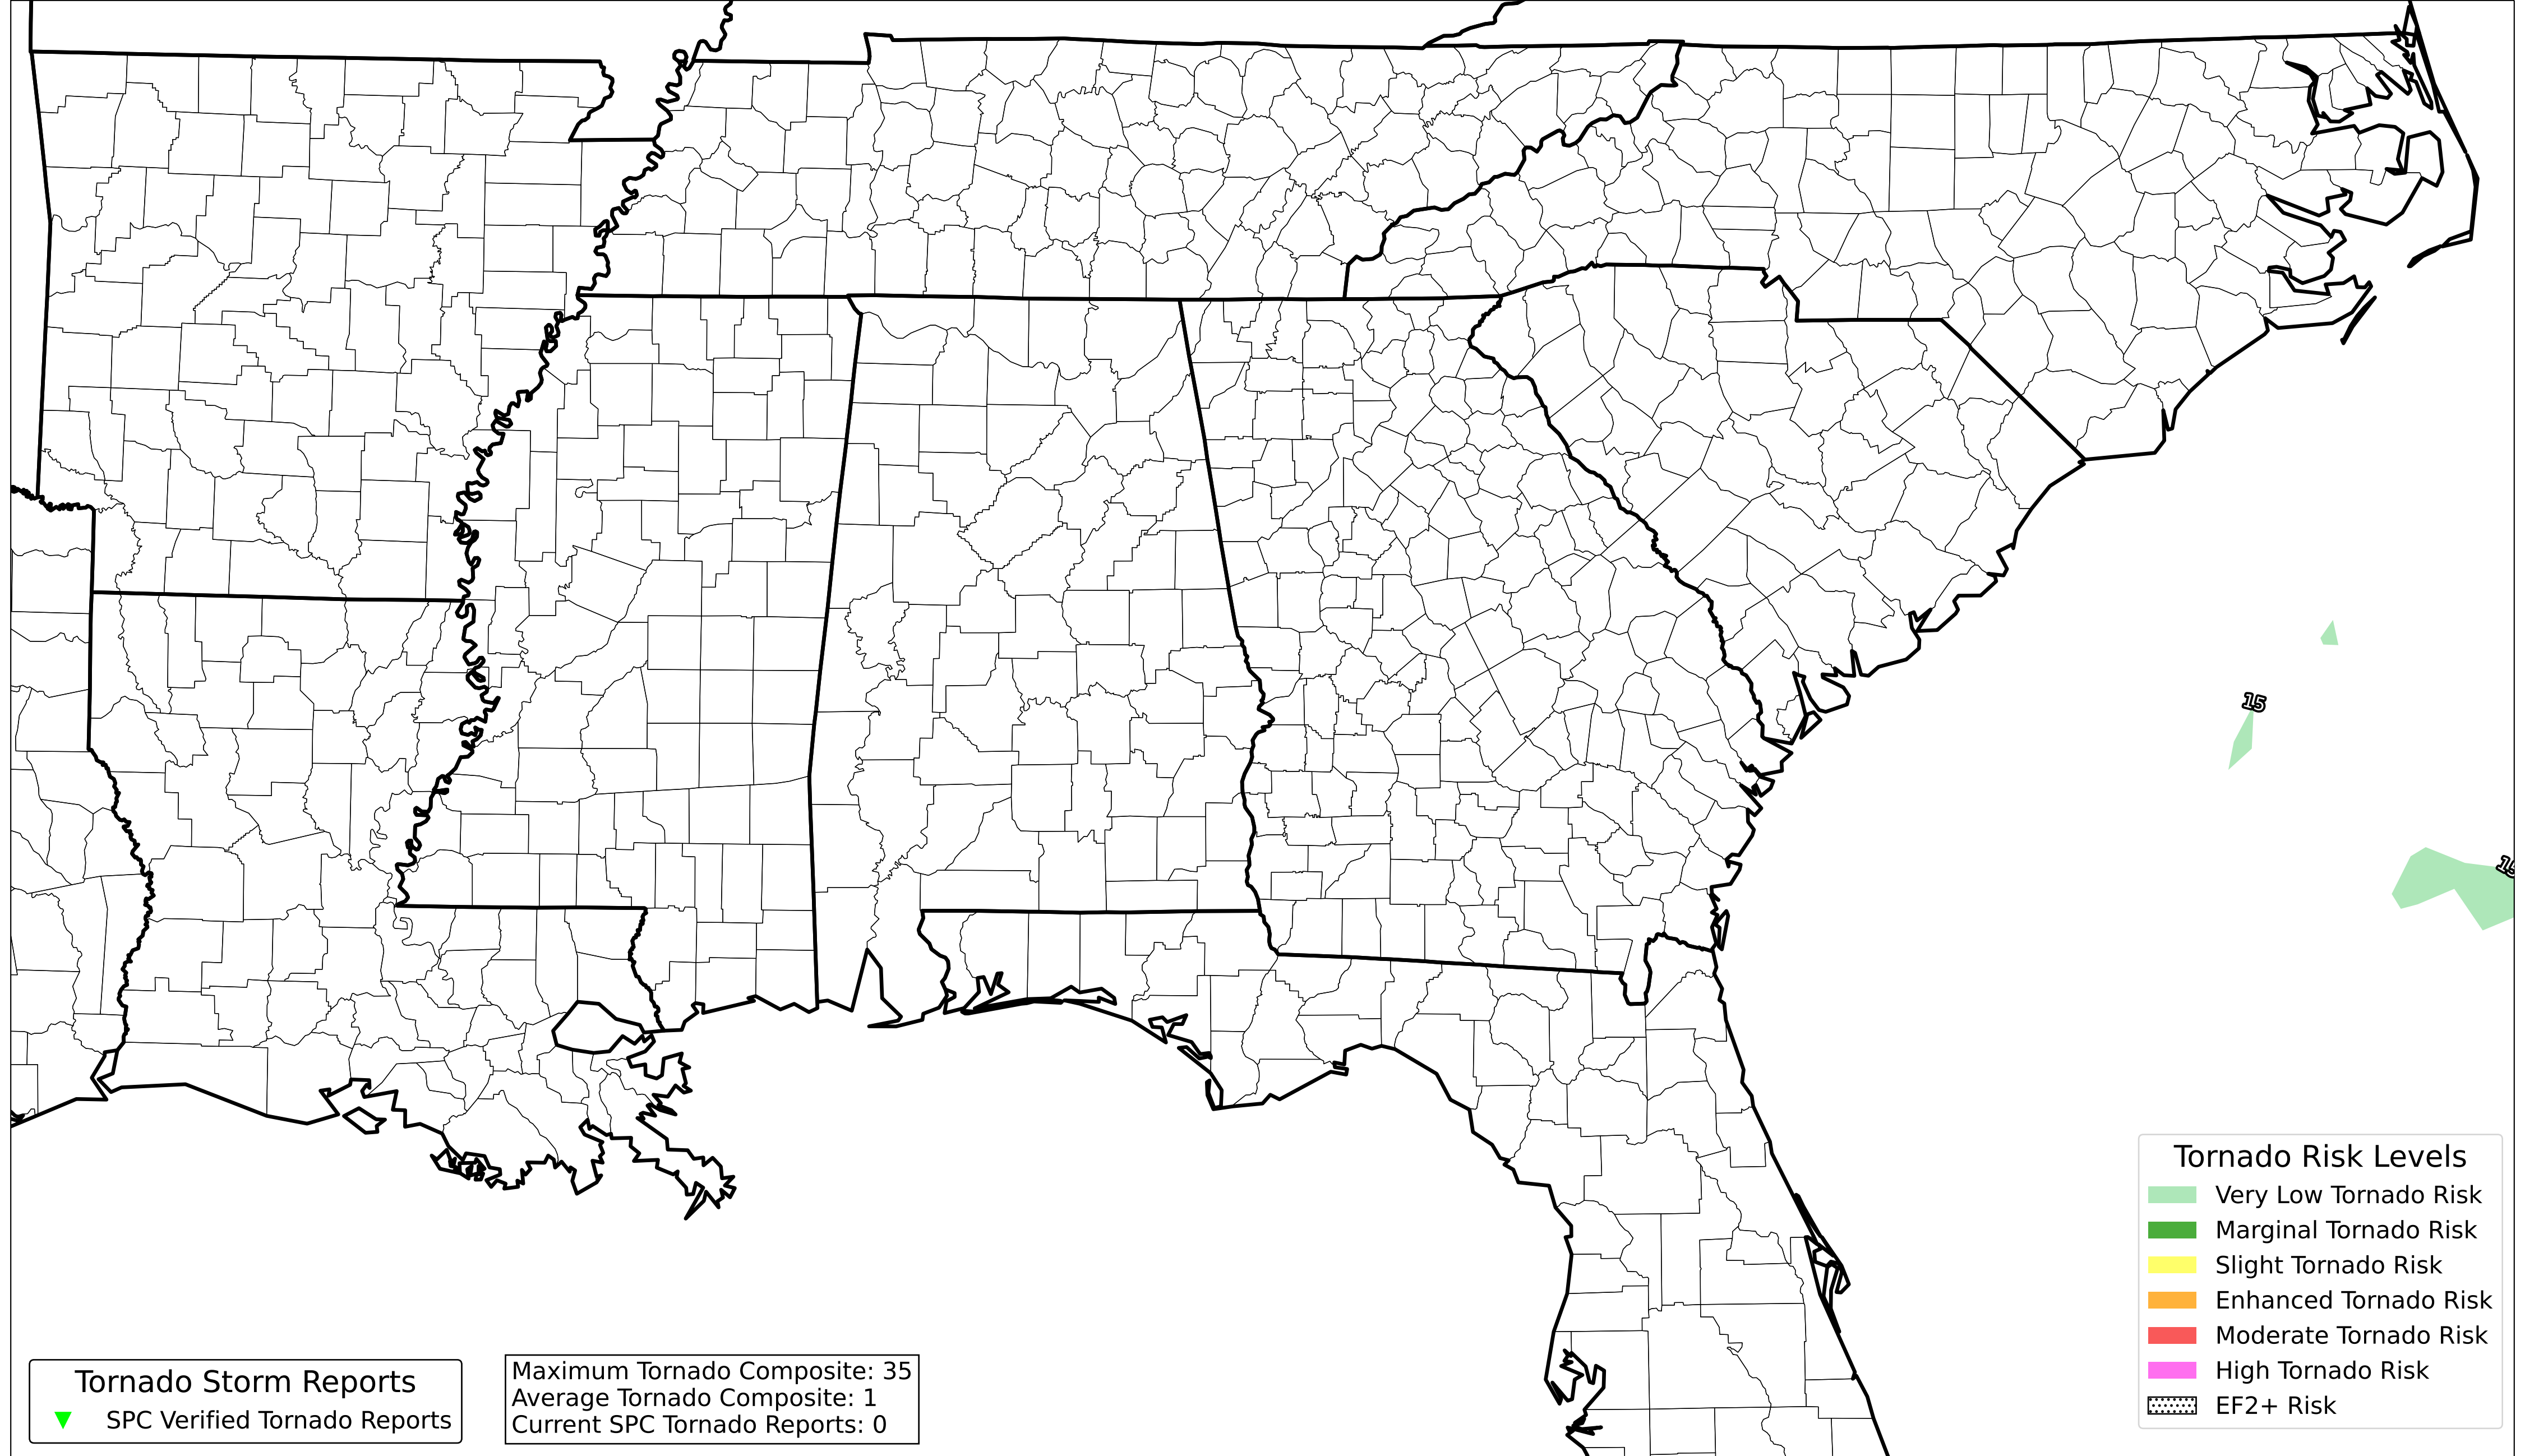 15
15
Tornado Risk Levels
Very Low Tornado Risk
Marginal Tornado Risk
Slight Tornado Risk
Enhanced Tornado Risk
Moderate Tornado Risk
High Tornado Risk
EF2+ Risk
Tornado Storm Reports
SPC Verified Tornado Reports
Maximum Tornado Composite: 35
Average Tornado Composite: 1
Current SPC Tornado Reports: 0